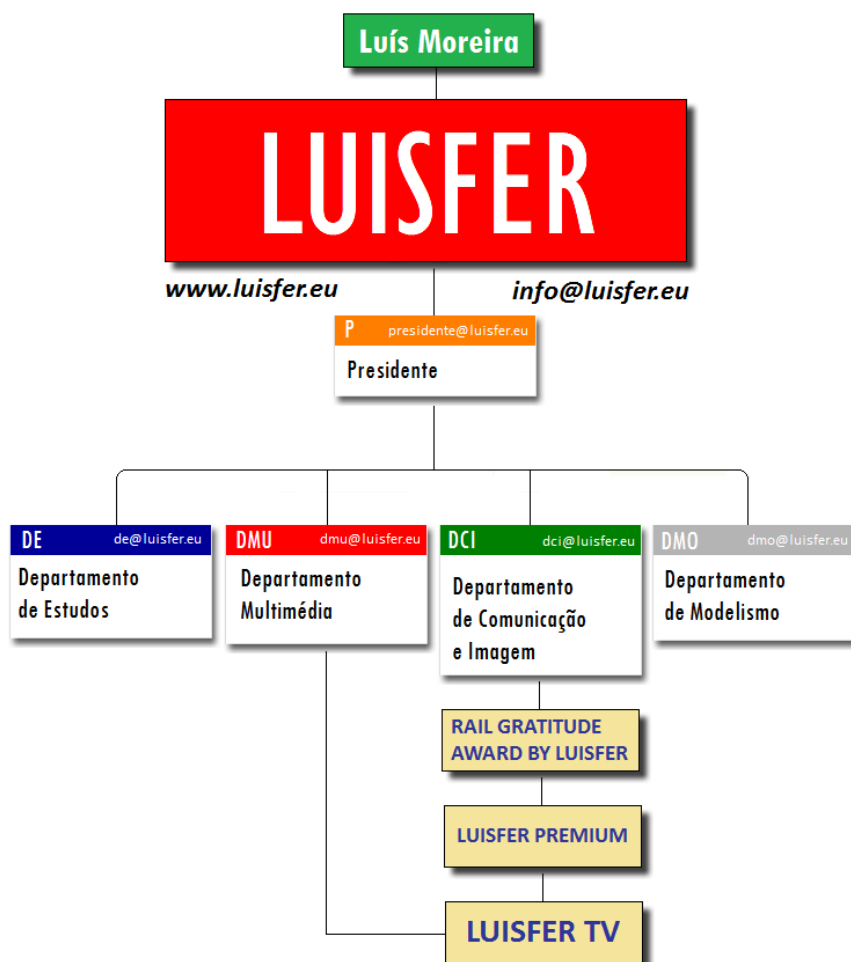 Luís Moreira
LUISFER
www.luisfer.eu
info@luisfer.eu
P presidente@luisfer.eu
Presidente
DE de@luisfer.eu
Departamento
de Estudos
DMU dmu@luisfer.eu
Departamento
Multimédia
DCI dci@luisfer.eu
Departamento
de Comunicação
e Imagem
DMO dmo@luisfer.eu
Departamento
de Modelismo
RAIL GRATITUDE
AWARD BY LUISFER
LUISFER PREMIUM
LUISFER TV